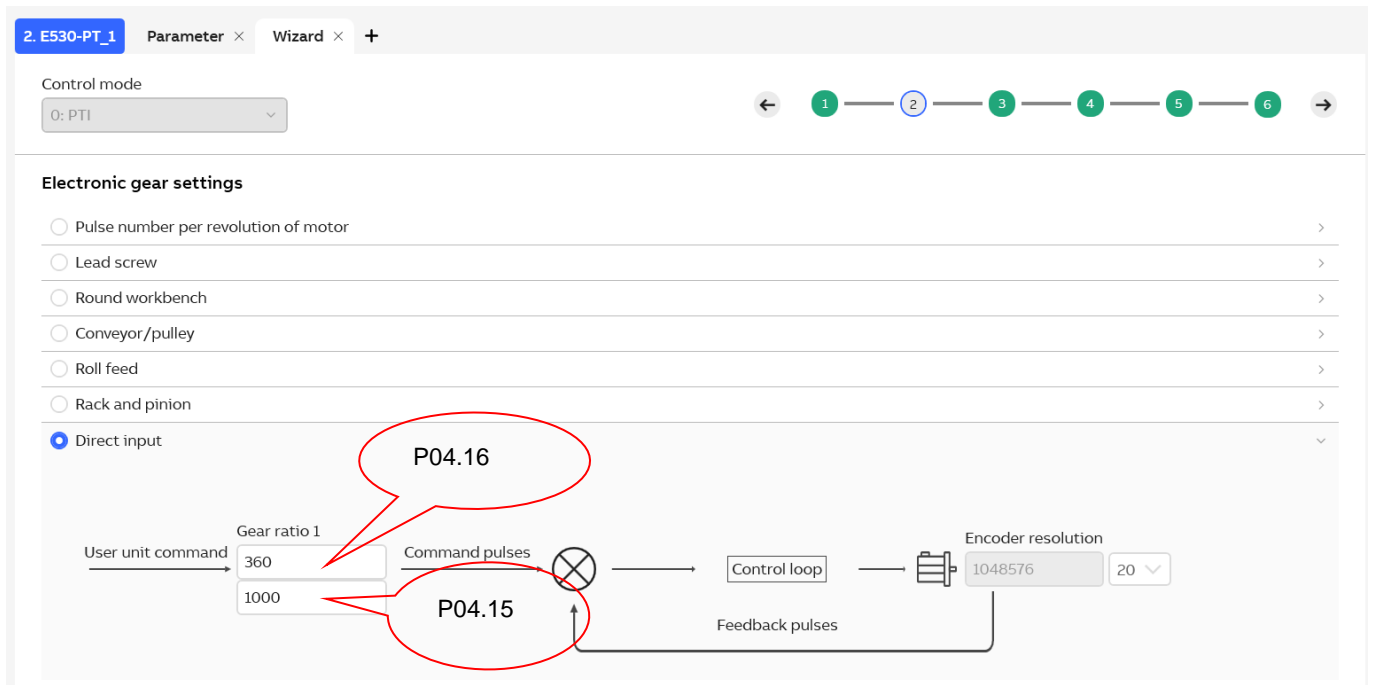 2. E530-PT_1 Parameter × Wizard × +
Control mode
0: PTI
1 2 3 4 5 6
Electronic gear settings
Pulse number per revolution of motor
Lead screw
Round workbench
Conveyor/pulley
Roll feed
Rack and pinion
Direct input
P04.16
Gear ratio 1
User unit command
360
1000
Command pulses
P04.15
Control loop
Encoder resolution
1048576 20
Feedback pulses